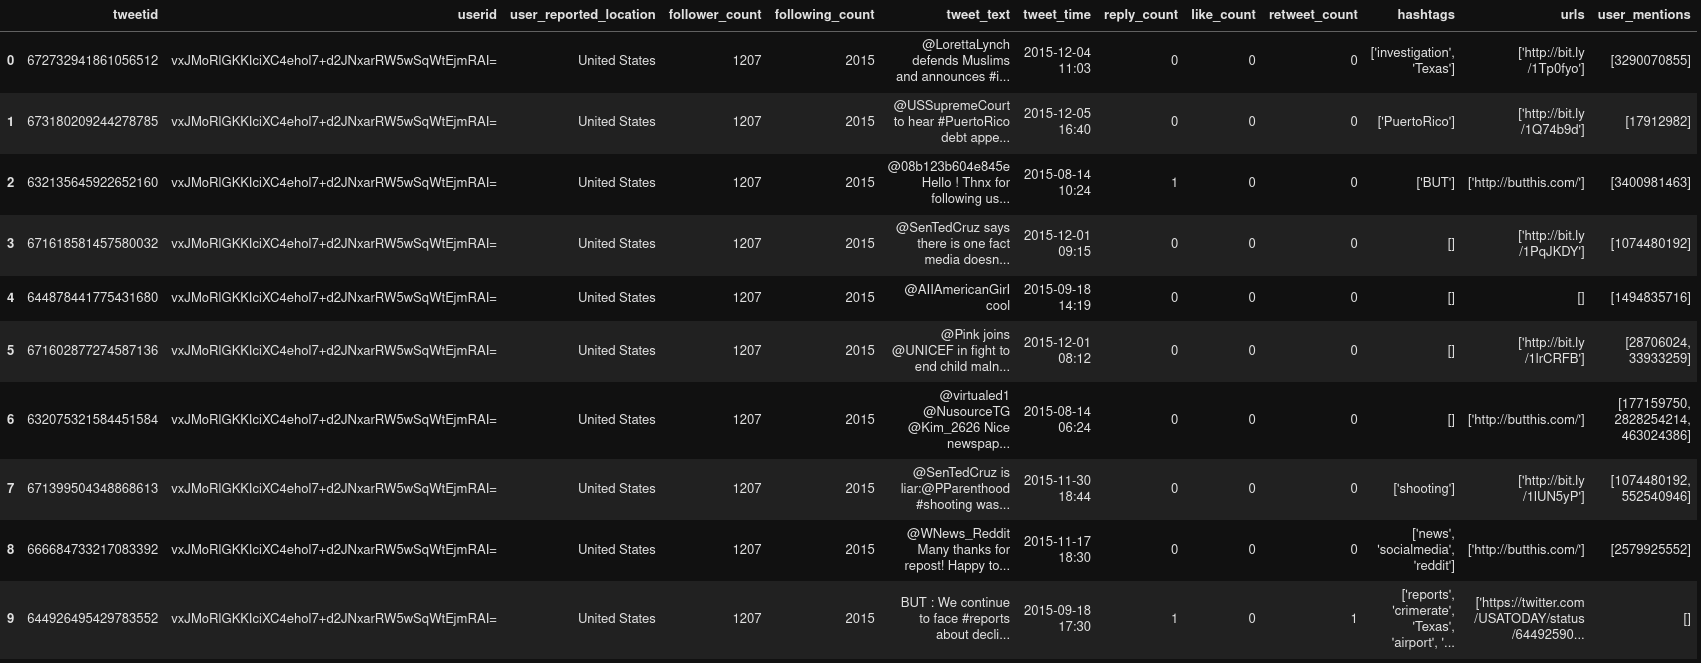 tweetid userid user_reported_location follower_count following_count tweet_text tweet_time reply_count like_count retweet_count hashtags urls user_mentions
0 672732941861056512 vxJMoRlGKKIciXC4ehol7+d2JNxarRW5wSqWtEjmRAI= United States 1207 2015 @LorettaLynch defends Muslims and announces #i... 2015-12-04 11:03 0 0 0 ['investigation', 'Texas'] ['http://bit.ly/1Tp0fyo'] [3290070855]
1 673180209244278785 vxJMoRlGKKIciXC4ehol7+d2JNxarRW5wSqWtEjmRAI= United States 1207 2015 @USSupremeCourt to hear #PuertoRico debt appe... 2015-12-05 16:40 0 0 0 ['PuertoRico'] ['http://bit.ly/1Q74b9d'] [17912982]
2 632135645922652160 vxJMoRlGKKIciXC4ehol7+d2JNxarRW5wSqWtEjmRAI= United States 1207 2015 @08b123b604e845e Hello ! Thnx for following us... 2015-08-14 10:24 1 0 0 ['BUT'] ['http://butthis.com/'] [3400981463]
3 671618581457580032 vxJMoRlGKKIciXC4ehol7+d2JNxarRW5wSqWtEjmRAI= United States 1207 2015 @SenTedCruz says there is one fact media doesn... 2015-12-01 09:15 0 0 0 [] ['http://bit.ly/1PqJKDY'] [1074480192]
4 644878441775431680 vxJMoRlGKKIciXC4ehol7+d2JNxarRW5wSqWtEjmRAI= United States 1207 2015 @AllAmericanGirl cool 2015-09-18 14:19 0 0 0 [] [] [1494835716]
5 671602877274587136 vxJMoRlGKKIciXC4ehol7+d2JNxarRW5wSqWtEjmRAI= United States 1207 2015 @Pink joins @UNICEF in fight to end child maln... 2015-12-01 08:12 0 0 0 [] ['http://bit.ly/1lrCRFB'] [28706024, 33933259]
6 632075321584451584 vxJMoRlGKKIciXC4ehol7+d2JNxarRW5wSqWtEjmRAI= United States 1207 2015 @virtualed1 @NusourceTG @Kim_2626 Nice newspap... 2015-08-14 06:24 0 0 0 [] ['http://butthis.com/'] [177159750, 2828254214, 463024386]
7 671399504348868613 vxJMoRlGKKIciXC4ehol7+d2JNxarRW5wSqWtEjmRAI= United States 1207 2015 @SenTedCruz is liar:@PParenthood #shooting was... 2015-11-30 18:44 0 0 0 ['shooting'] ['http://bit.ly/1lUN5yP'] [1074480192, 552540946]
8 666684733217083392 vxJMoRlGKKIciXC4ehol7+d2JNxarRW5wSqWtEjmRAI= United States 1207 2015 @WNews_Reddit Many thanks for repost! Happy to... 2015-11-17 18:30 0 0 0 ['news', 'socialmedia', 'reddit'] ['http://butthis.com/'] [2579925552]
9 644926495429783552 vxJMoRlGKKIciXC4ehol7+d2JNxarRW5wSqWtEjmRAI= United States 1207 2015 BUT : We continue to face #reports about decli... 2015-09-18 17:30 1 0 1 ['reports', 'crimerate', 'Texas', 'airport', '... ['https://twitter.com/USATODAY/status/64492590... []